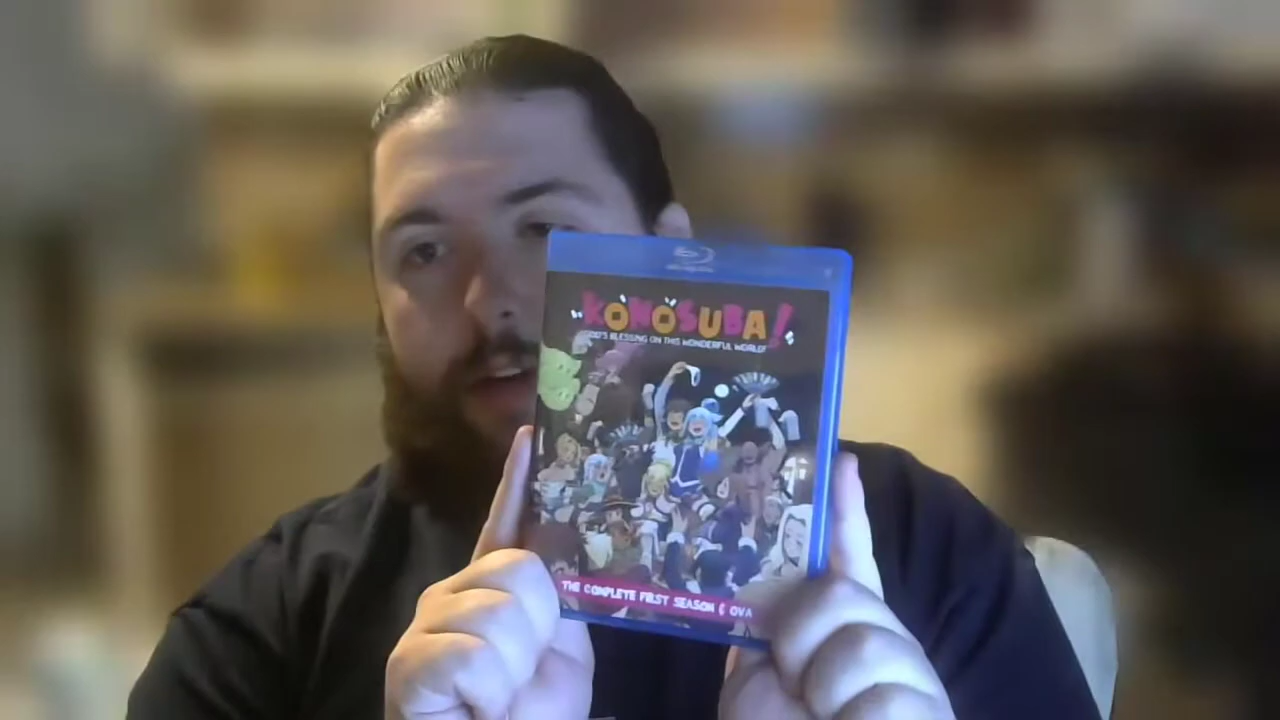 KONOSUBA!
GOD'S BLESSING ON THIS WONDERFUL WORLD!
THE COMPLETE FIRST SEASON & OVA